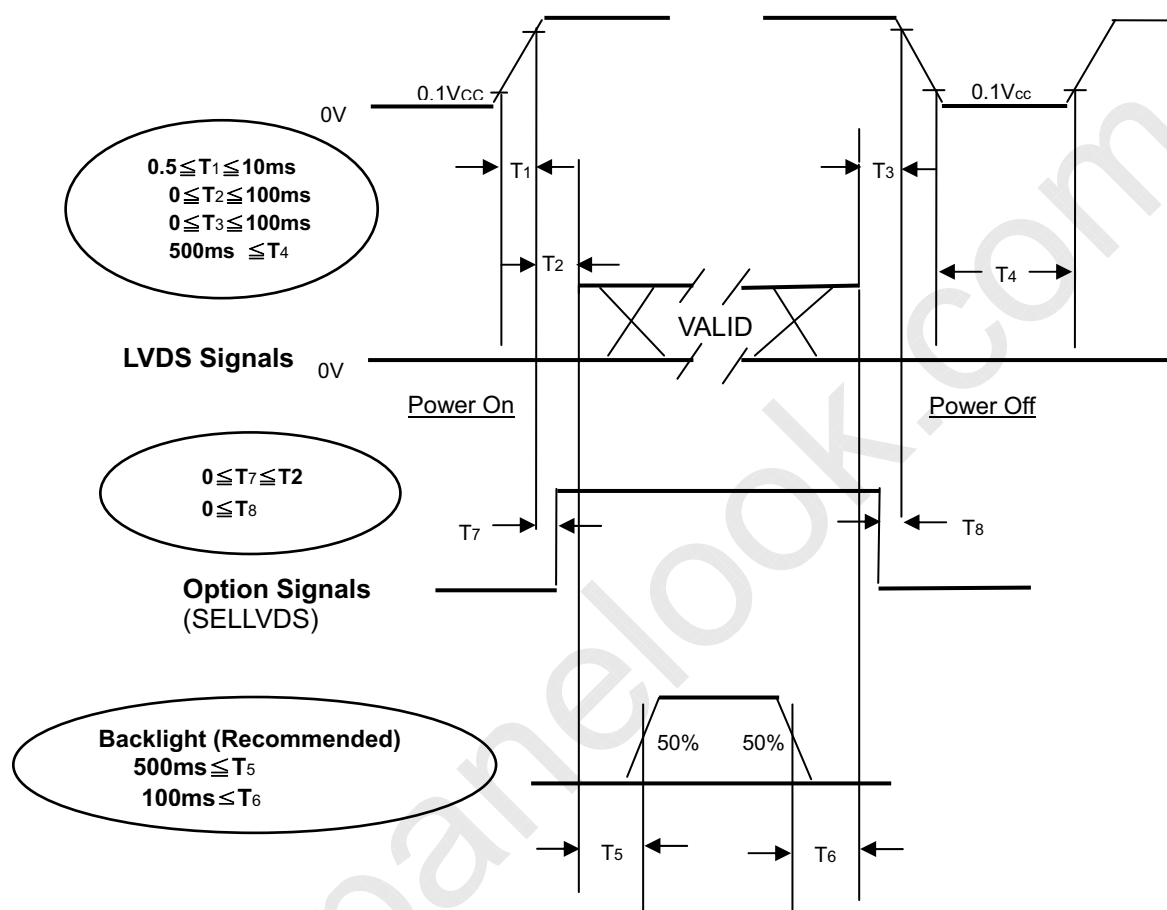 0.1Vcc
0.1Vcc
0V
0.5≦T1≦10ms
0≦T2≦100ms
0≦T3≦100ms
500ms ≦T4
T1
T3
T2
T4
VALID
LVDS Signals
0V
Power On
Power Off
0≦T7≦T2
0≦T8
T7
T8
Option Signals
(SELLVDS)
Backlight (Recommended)
500ms≦T5
100ms≤T6
50%
50%
T5
T6
panelook.com